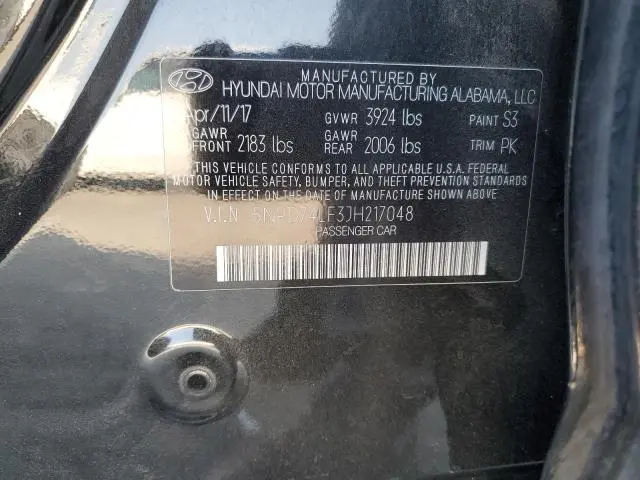 MANUFACTURED BY
HYUNDAI MOTOR MANUFACTURING ALABAMA, LLC
Apr/11/17 GVWR 3924 lbs PAINT S3
GAWR FRONT 2183 lbs GAWR REAR 2006 lbs TRIM PK
THIS VEHICLE CONFORMS TO ALL APPLICABLE U.S.A. FEDERAL
MOTOR VEHICLE SAFETY, BUMPER, AND THEFT PREVENTION
STANDARDS IN EFFECT ON THE DATE OF MANUFACTURE SHOWN ABOVE
V.I.N 5NPD74LF3JH217048
PASSENGER CAR